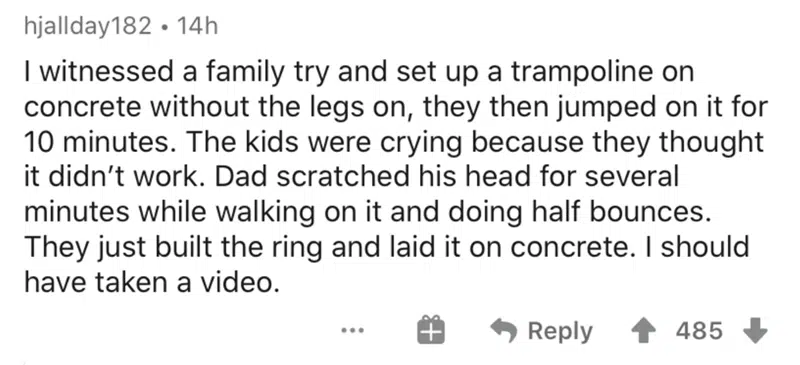 hjallday182 • 14h
I witnessed a family try and set up a trampoline on
concrete without the legs on, they then jumped on it for
10 minutes. The kids were crying because they thought
it didn’t work. Dad scratched his head for several
minutes while walking on it and doing half bounces.
They just built the ring and laid it on concrete. I should
have taken a video.
... Reply 485